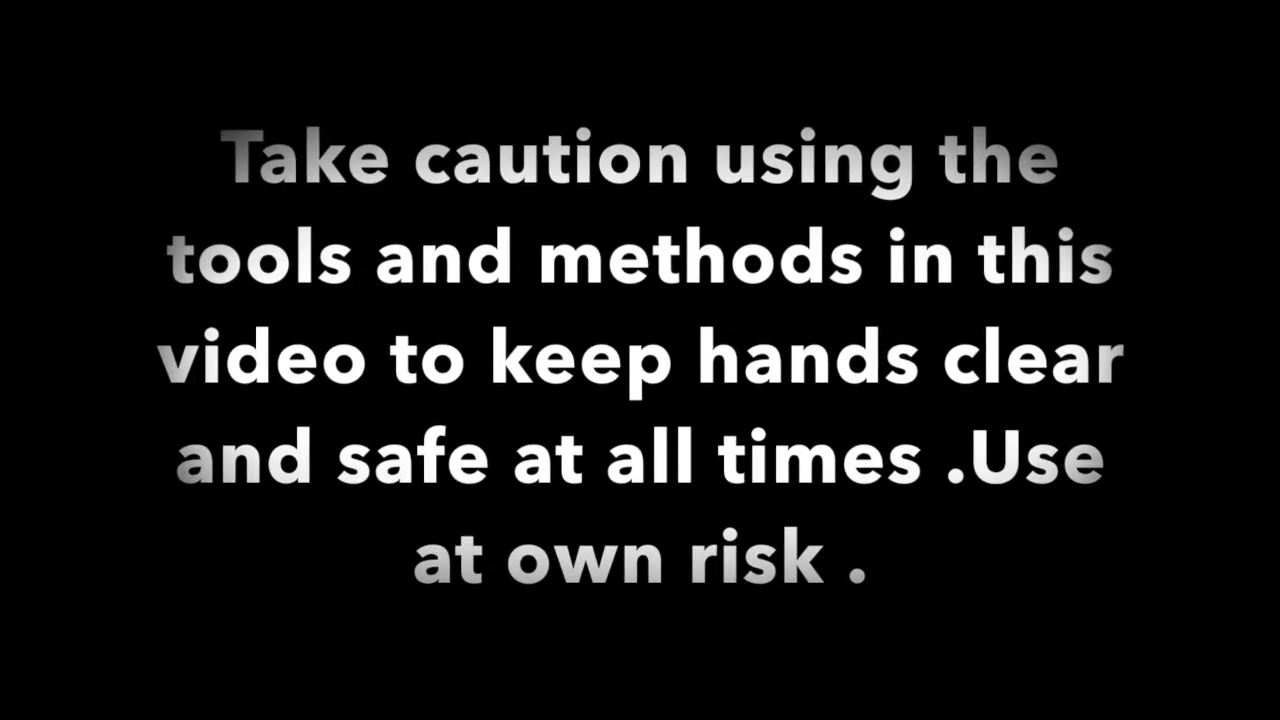 Take caution using the
tools and methods in this
video to keep hands clear
and safe at all times .Use
at own risk .